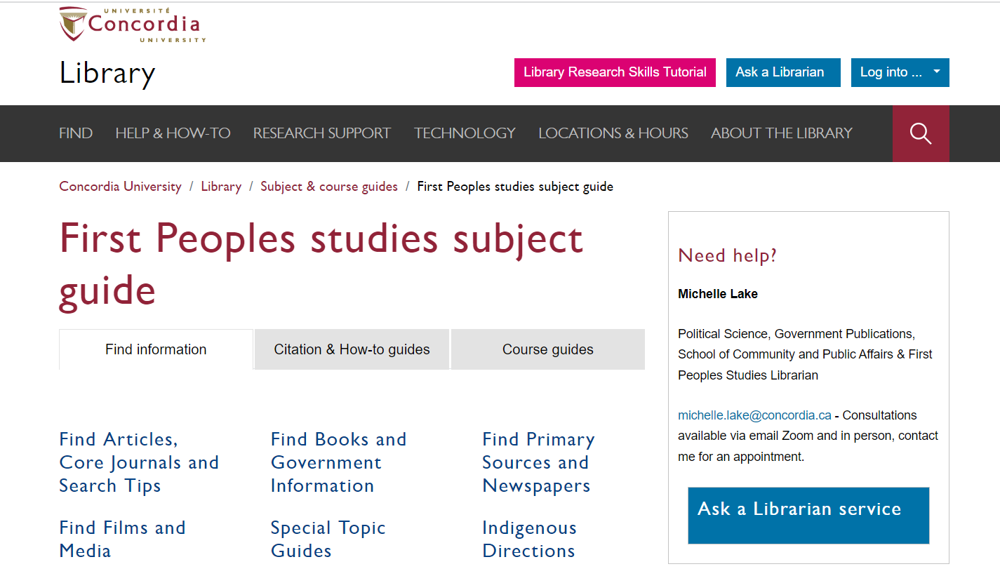 UNIVERSITÉ
Concordia
UNIVERSITY
Library
Library Research Skills Tutorial
Ask a Librarian
Log into ...
FIND
HELP & HOW-TO
RESEARCH SUPPORT
TECHNOLOGY
LOCATIONS & HOURS
ABOUT THE LIBRARY
Concordia University / Library / Subject & course guides / First Peoples studies subject guide
First Peoples studies subject
guide
Find information
Citation & How-to guides
Course guides
Find Articles,
Core Journals and
Search Tips
Find Books and
Government
Information
Find Primary
Sources and
Newspapers
Find Films and
Media
Special Topic
Guides
Indigenous
Directions
Need help?
Michelle Lake
Political Science, Government Publications,
School of Community and Public Affairs & First
Peoples Studies Librarian
michelle.lake@concordia.ca - Consultations
available via email Zoom and in person, contact
me for an appointment.
Ask a Librarian service